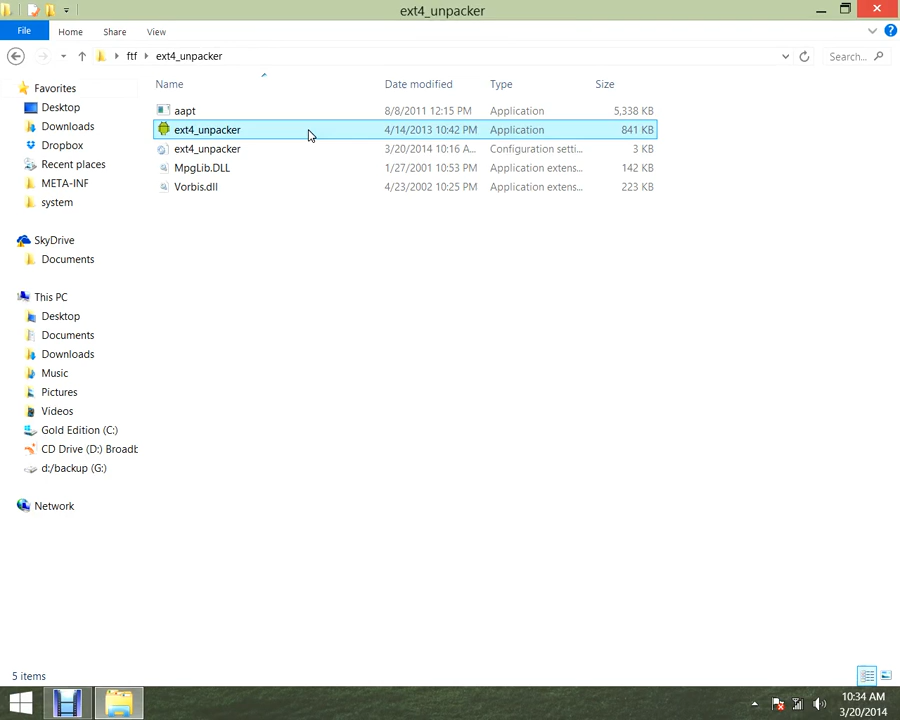 ext4_unpacker
File Home Share View
ftf ext4_unpacker Search...
Name Date modified Type Size
aapt 8/8/2011 12:15 PM Application 5,338 KB
ext4_unpacker 4/14/2013 10:42 PM Application 841 KB
ext4_unpacker 3/20/2014 10:16 A... Configuration setti... 3 KB
MpgLib.DLL 1/27/2001 10:53 PM Application extens... 142 KB
Vorbis.dll 4/23/2002 10:25 PM Application extens... 223 KB
Favorites
Desktop
Downloads
Dropbox
Recent places
META-INF
system
SkyDrive
Documents
This PC
Desktop
Documents
Downloads
Music
Pictures
Videos
Gold Edition (C:)
CD Drive (D:) Broadb
d:/backup (G:)
Network
5 items
10:34 AM
3/20/2014